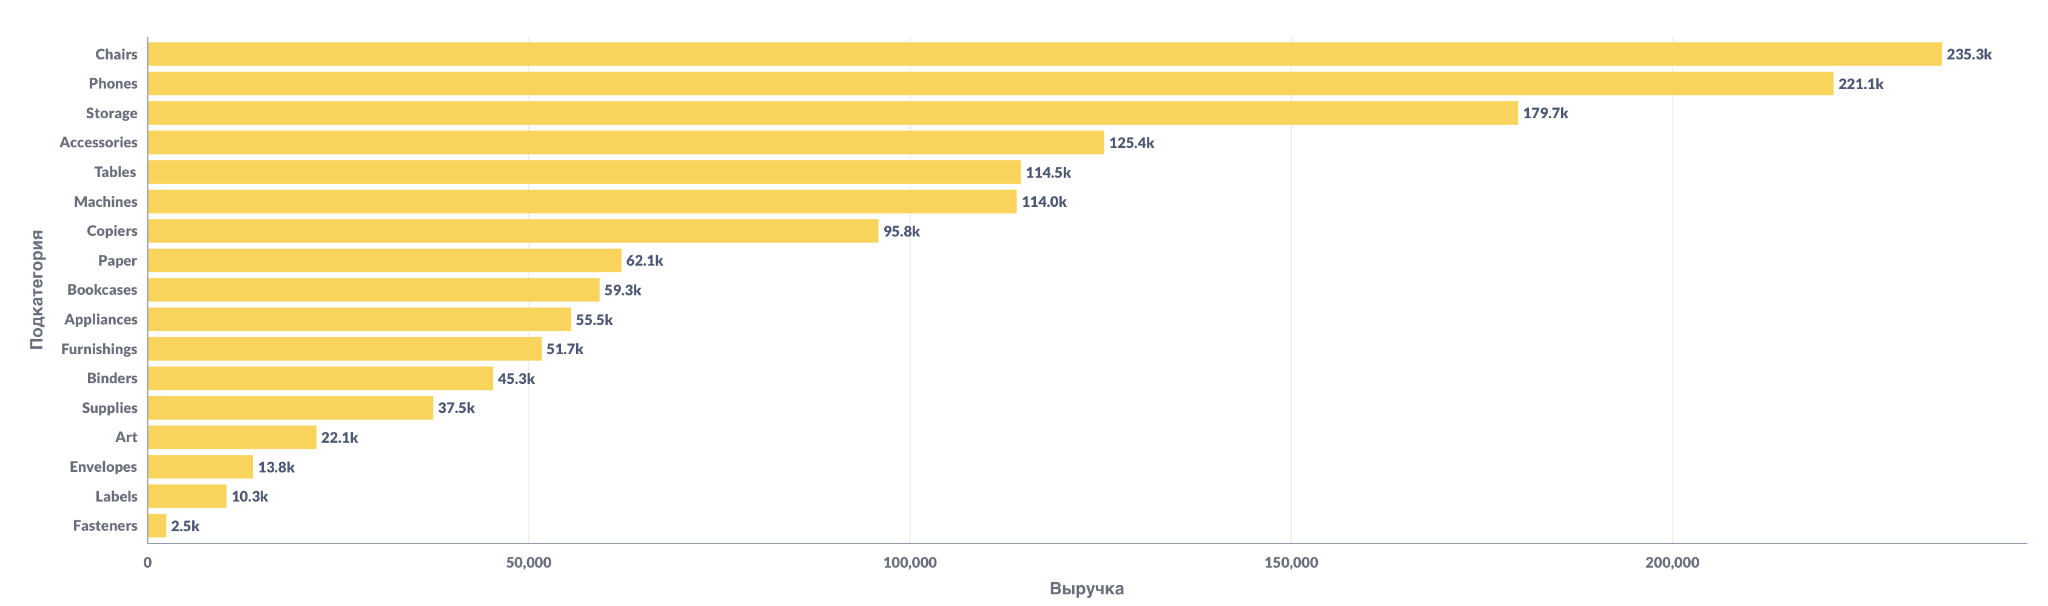 Chairs 235.3k
Phones 221.1k
Storage 179.7k
Accessories 125.4k
Tables 114.5k
Machines 114.0k
Copiers 95.8k
Paper 62.1k
Bookcases 59.3k
Appliances 55.5k
Furnishings 51.7k
Binders 45.3k
Supplies 37.5k
Art 22.1k
Envelopes 13.8k
Labels 10.3k
Fasteners 2.5k
Подкатегория
0 50,000 100,000 150,000 200,000
Выручка